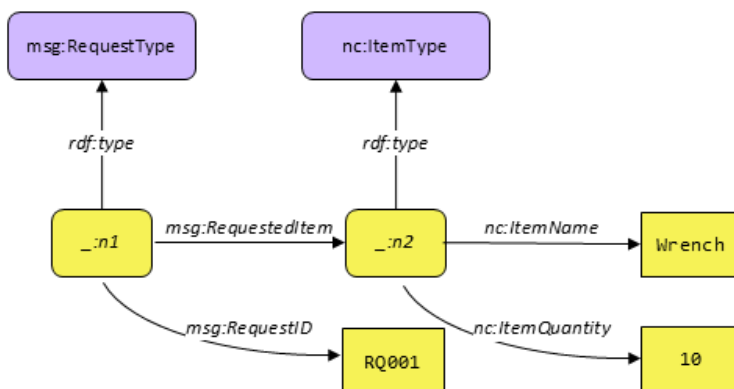 msg:RequestType
nc:ItemType
rdf:type
rdf:type
_:n1
msg:RequestedItem
_:n2
nc:ItemName
Wrench
msg:RequestID
RQ001
nc:ItemQuantity
10